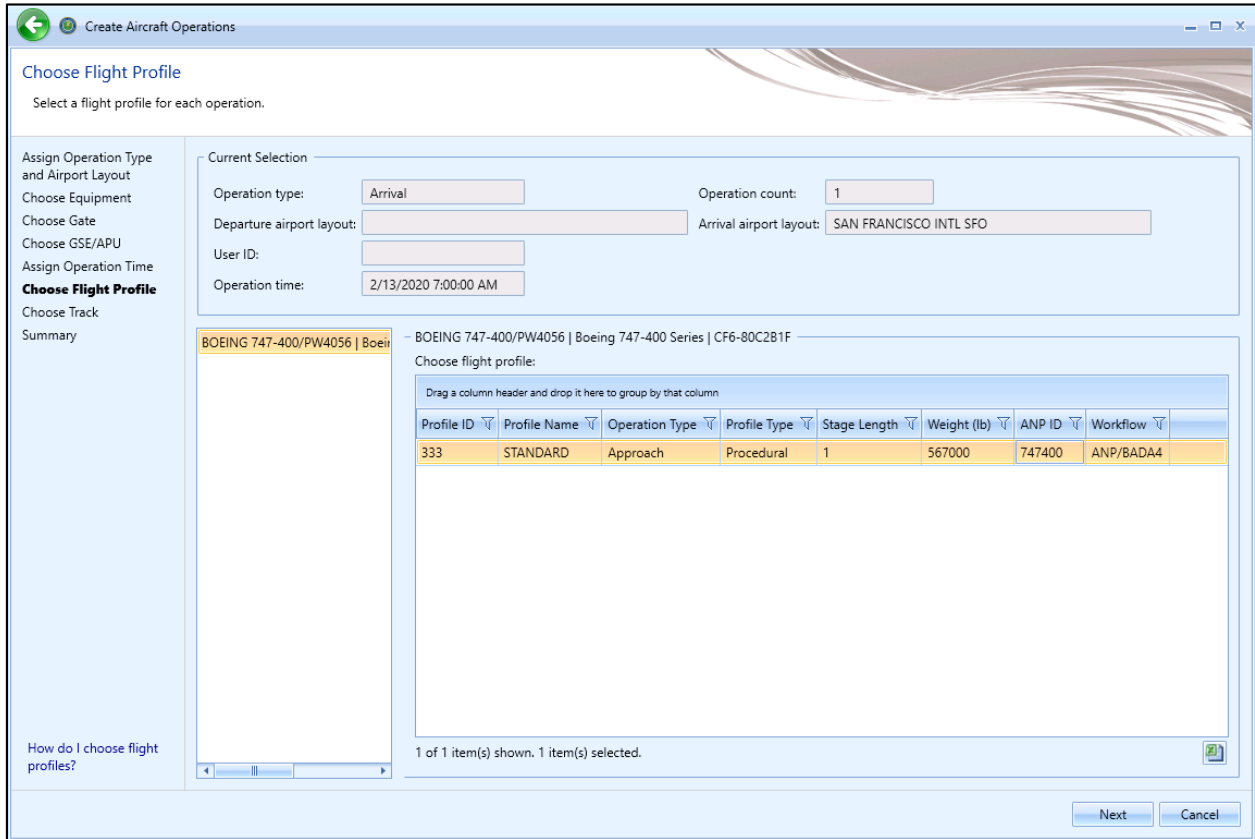 Create Aircraft Operations
Choose Flight Profile
Select a flight profile for each operation.
Assign Operation Type
and Airport Layout
Choose Equipment
Choose Gate
Choose GSE/APU
Assign Operation Time
Choose Flight Profile
Choose Track
Summary
How do I choose flight
profiles?
Current Selection
Operation type: Arrival Operation count: 1
Departure airport layout: Arrival airport layout: SAN FRANCISCO INTL SFO
User ID:
Operation time: 2/13/2020 7:00:00 AM
BOEING 747-400/PW4056 |
BOEING 747-400/PW4056 | Boeing 747-400 Series | CF6-80C2B1F
Choose flight profile:
Drag a column header and drop it here to group by that column
Profile ID Profile Name Operation Type Profile Type Stage Length Weight (lb) ANP ID Workflow
333 STANDARD Approach Procedural 1 567000 747400 ANP/BADA4
1 of 1 item(s) shown. 1 item(s) selected.
Next Cancel